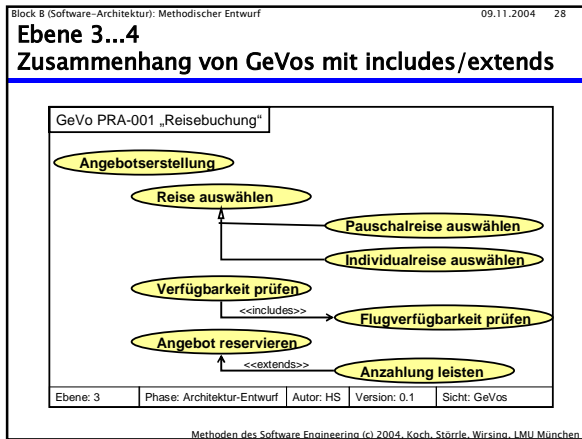 Block B (Software-Architektur): Methodischer Entwurf 09.11.2004 28
Ebene 3...4
Zusammenhang von GeVos mit includes/extends
GeVo PRA-001 „Reisebuchung“
Angebotserstellung
Reise auswählen
Pauschalreise auswählen
Individualreise auswählen
Verfügbarkeit prüfen
<<includes>>
Flugverfügbarkeit prüfen
Angebot reservieren
<<extends>>
Anzahlung leisten
Ebene: 3 Phase: Architektur-Entwurf Autor: HS Version: 0.1 Sicht: GeVos
Methoden des Software Engineering (c) 2004, Koch, Störrle, Wirsing, LMU München